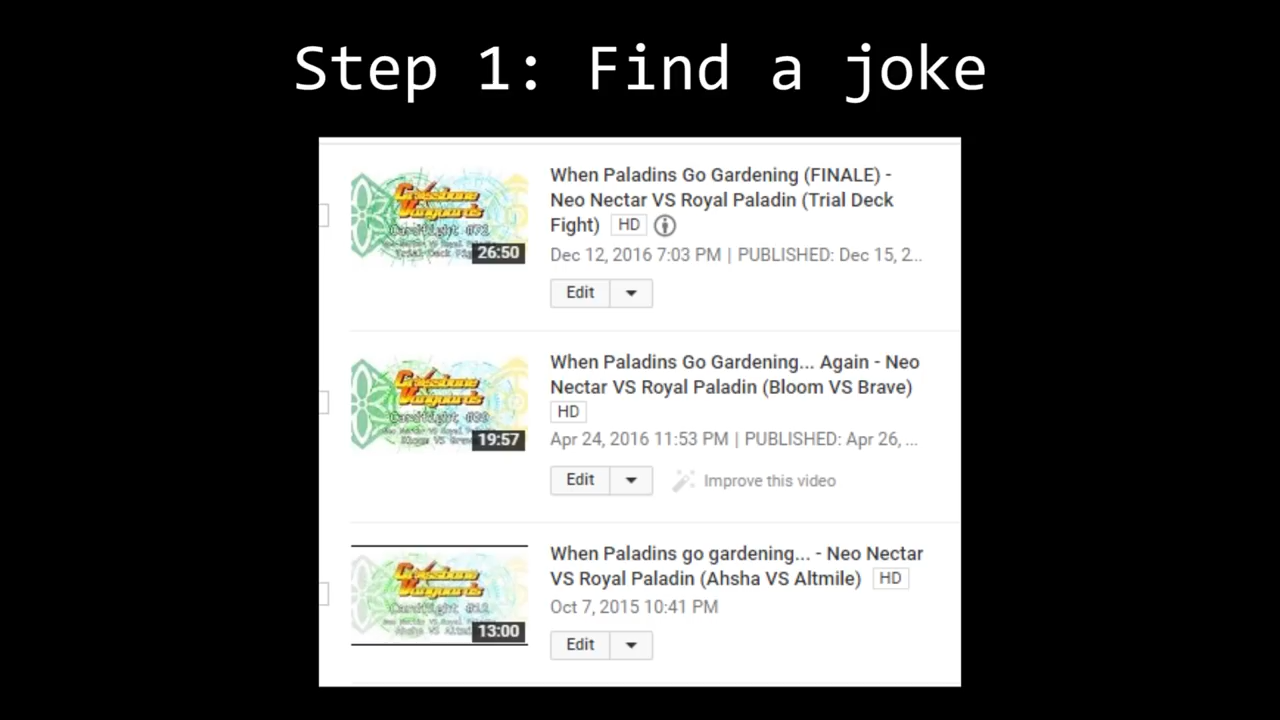 Step 1: Find a joke
When Paladins Go Gardening (FINALE) -
Neo Nectar VS Royal Paladin (Trial Deck
Fight) HD
26:50
Dec 12, 2016 7:03 PM | PUBLISHED: Dec 15, 2...
Edit
When Paladins Go Gardening... Again - Neo
Nectar VS Royal Paladin (Bloom VS Brave)
HD
19:57
Apr 24, 2016 11:53 PM | PUBLISHED: Apr 26, ...
Edit Improve this video
When Paladins go gardening... - Neo Nectar
VS Royal Paladin (Ahsha VS Altmile) HD
Oct 7, 2015 10:41 PM
13:00
Edit